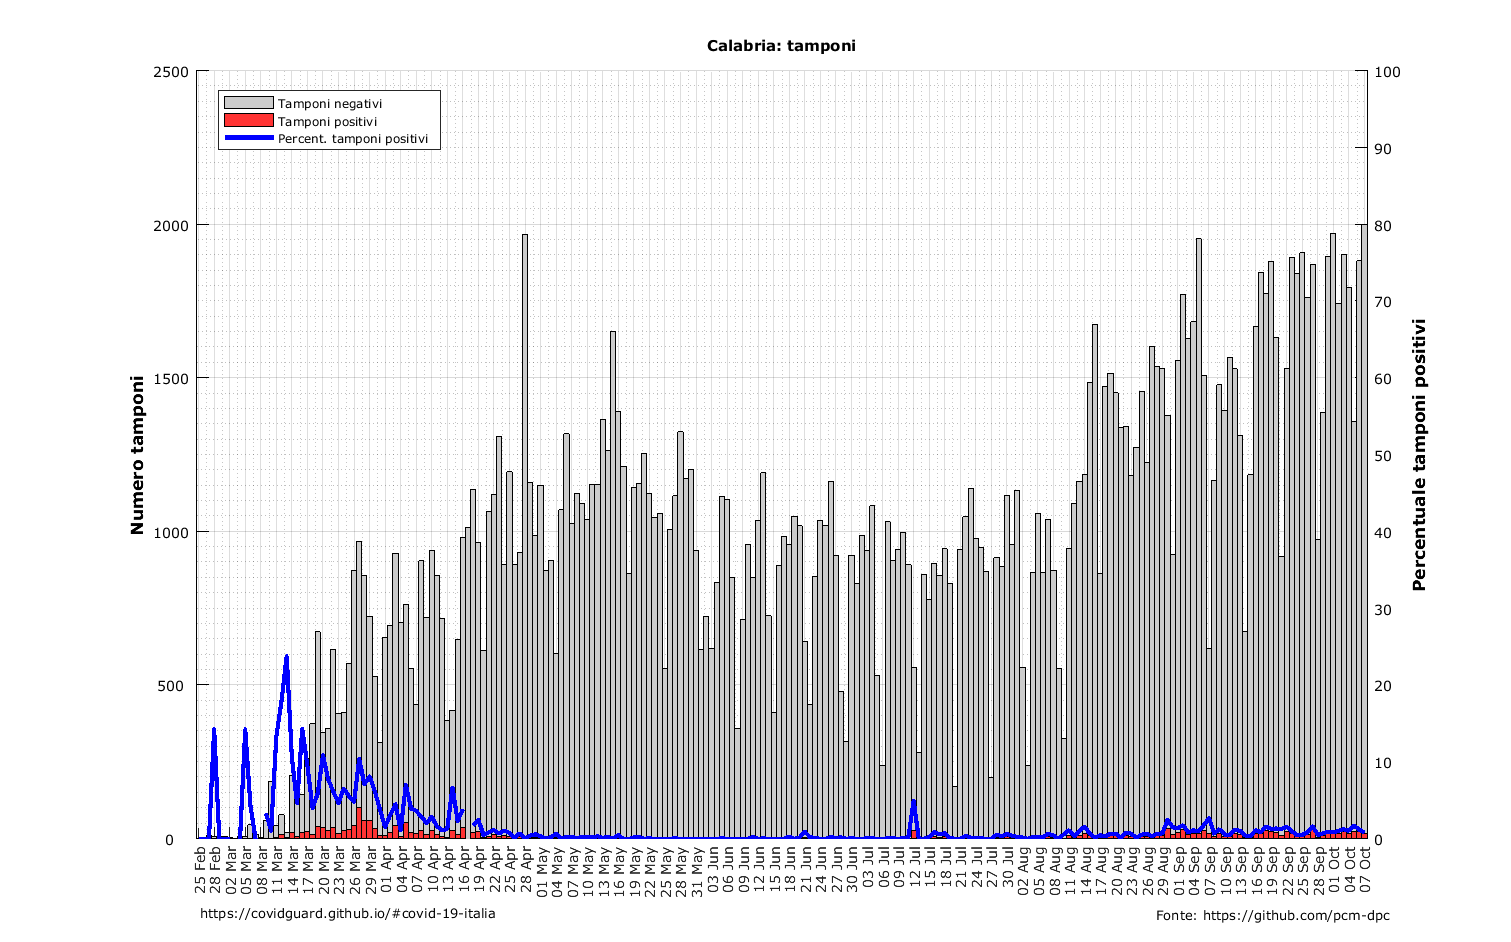 Calabria: tamponi
Tamponi negativi
Tamponi positivi
Percent. tamponi positivi
Numero tamponi
2500
2000
1500
1000
500
0
Percentuale tamponi positivi
100
90
80
70
60
50
40
30
20
10
0
25 Feb
28 Feb
02 Mar
05 Mar
08 Mar
11 Mar
14 Mar
17 Mar
20 Mar
23 Mar
26 Mar
29 Mar
01 Apr
04 Apr
07 Apr
10 Apr
13 Apr
16 Apr
19 Apr
22 Apr
25 Apr
28 Apr
01 May
04 May
07 May
10 May
13 May
16 May
19 May
22 May
25 May
28 May
31 May
03 Jun
06 Jun
09 Jun
12 Jun
15 Jun
18 Jun
21 Jun
24 Jun
27 Jun
30 Jun
03 Jul
06 Jul
09 Jul
12 Jul
15 Jul
18 Jul
21 Jul
24 Jul
27 Jul
30 Jul
02 Aug
05 Aug
08 Aug
11 Aug
14 Aug
17 Aug
20 Aug
23 Aug
26 Aug
29 Aug
01 Sep
04 Sep
07 Sep
10 Sep
13 Sep
16 Sep
19 Sep
22 Sep
25 Sep
28 Sep
01 Oct
04 Oct
07 Oct
https://covidguard.github.io/#covid-19-italia
Fonte: https://github.com/pcm-dpc